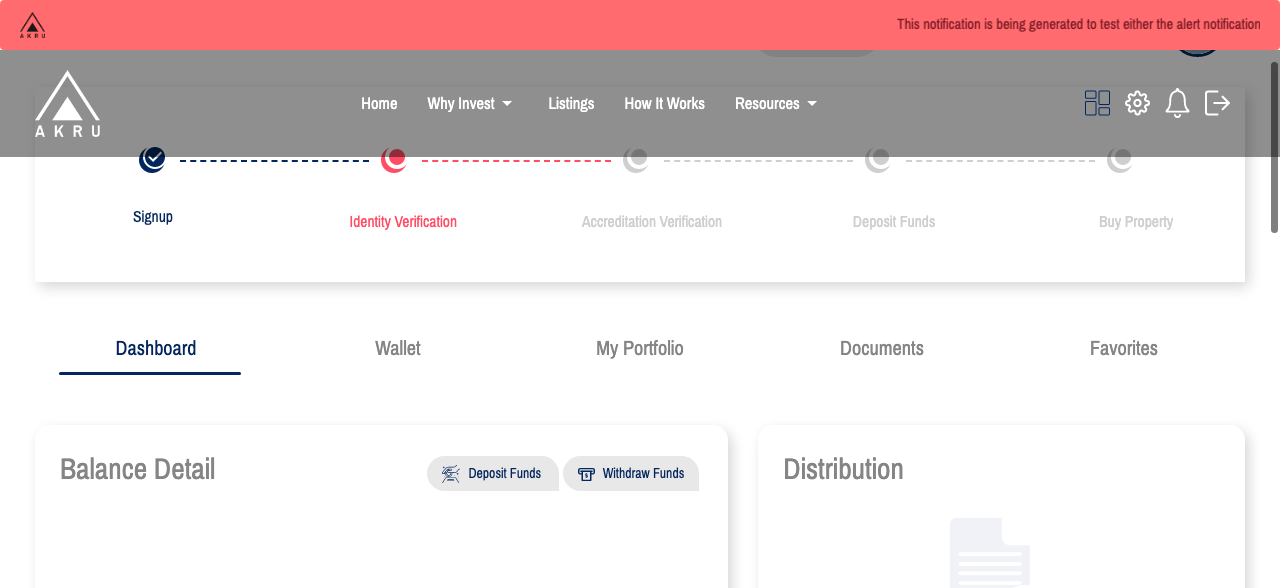 AKRU
This notification is being generated to test either the alert notification
AKRU
Home
Why Invest
Listings
How It Works
Resources
Signup
Identity Verification
Accreditation Verification
Deposit Funds
Buy Property
Dashboard
Wallet
My Portfolio
Documents
Favorites
Balance Detail
Deposit Funds
Withdraw Funds
Distribution